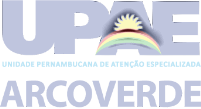 UPAE
UNIDADE PERNAMBUCANA DE ATENÇÃO ESPECIALIZADA
ARCOVERDE